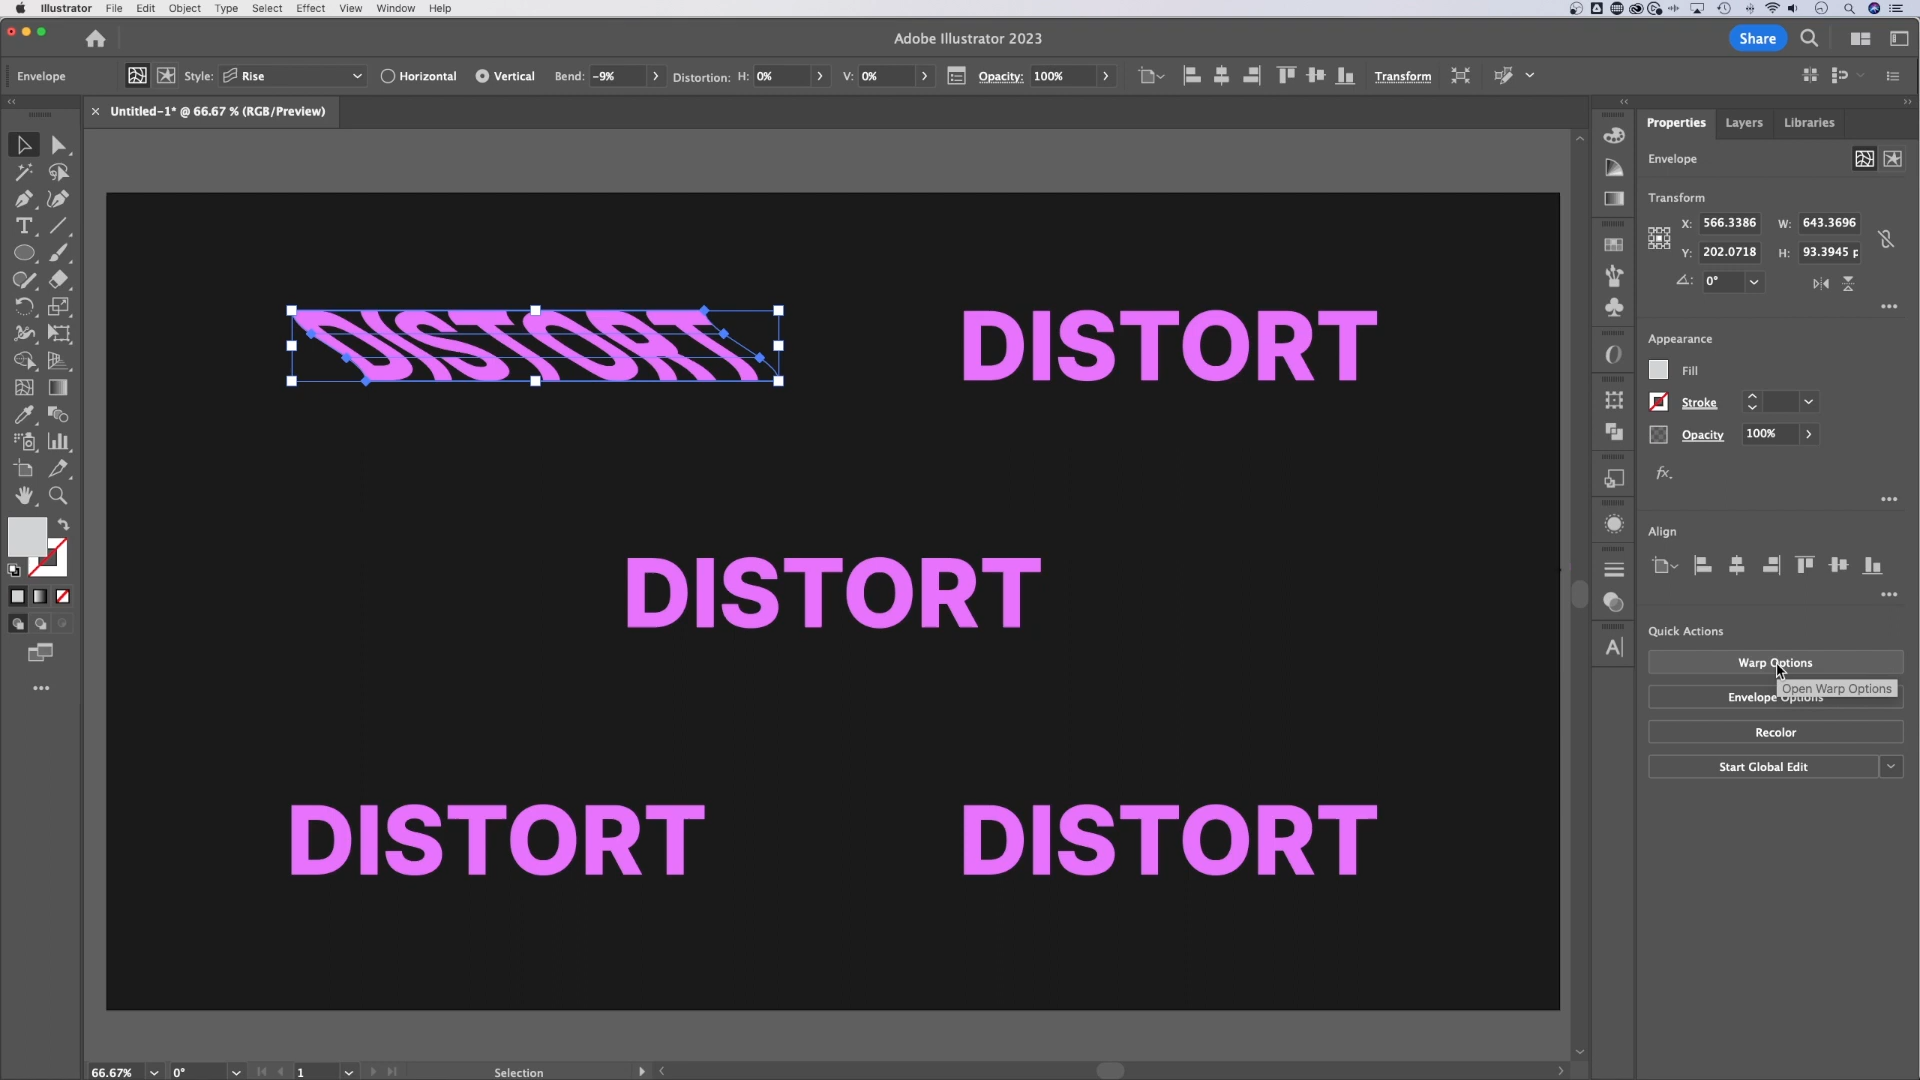 Illustrator File Edit Object Type Select Effect View Window Help
Adobe Illustrator 2023
Share
Envelope Style: Rise Horizontal Vertical Bend: -9% Distortion: H: 0% V: 0% Opacity: 100% Transform
Untitled-1* @ 66.67 % (RGB/Preview)
Properties Layers Libraries
Envelope
Transform
X: 566.3386 W: 643.3696
Y: 202.0718 H: 93.3945 p
0°
Appearance
Fill
Stroke
Opacity 100%
fx.
Align
Quick Actions
Warp Options
Open Warp Options
Envelope Options
Recolor
Start Global Edit
DISTORT DISTORT
DISTORT
DISTORT DISTORT
66.67% 0° 1 Selection